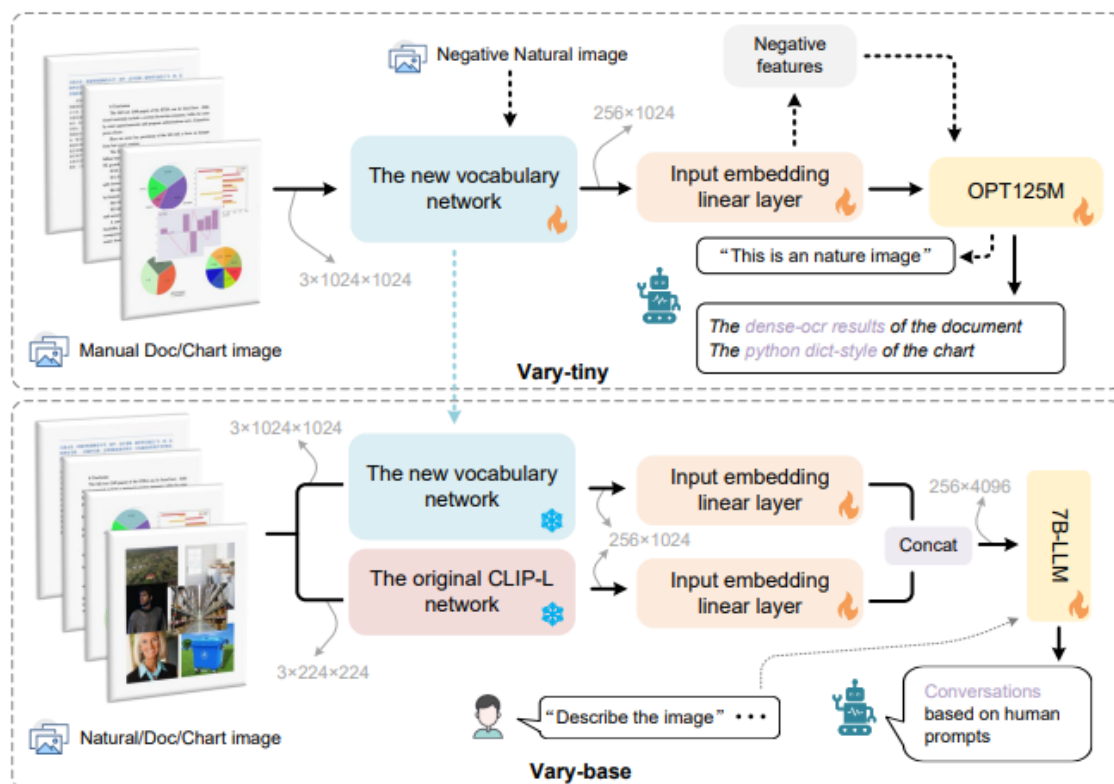 Negative Natural image
Negative
features
256×1024
The new vocabulary
network
Input embedding
linear layer
OPT125M
3×1024×1024
“This is an nature image”
Manual Doc/Chart image
The dense-ocr results of the document
The python dict-style of the chart
Vary-tiny
3×1024×1024
The new vocabulary
network
Input embedding
linear layer
256×4096
256×1024
Concat
7B-LLM
The original CLIP-L
network
Input embedding
linear layer
3×224×224
“Describe the image” • • •
Conversations
based on human
prompts
Natural/Doc/Chart image
Vary-base